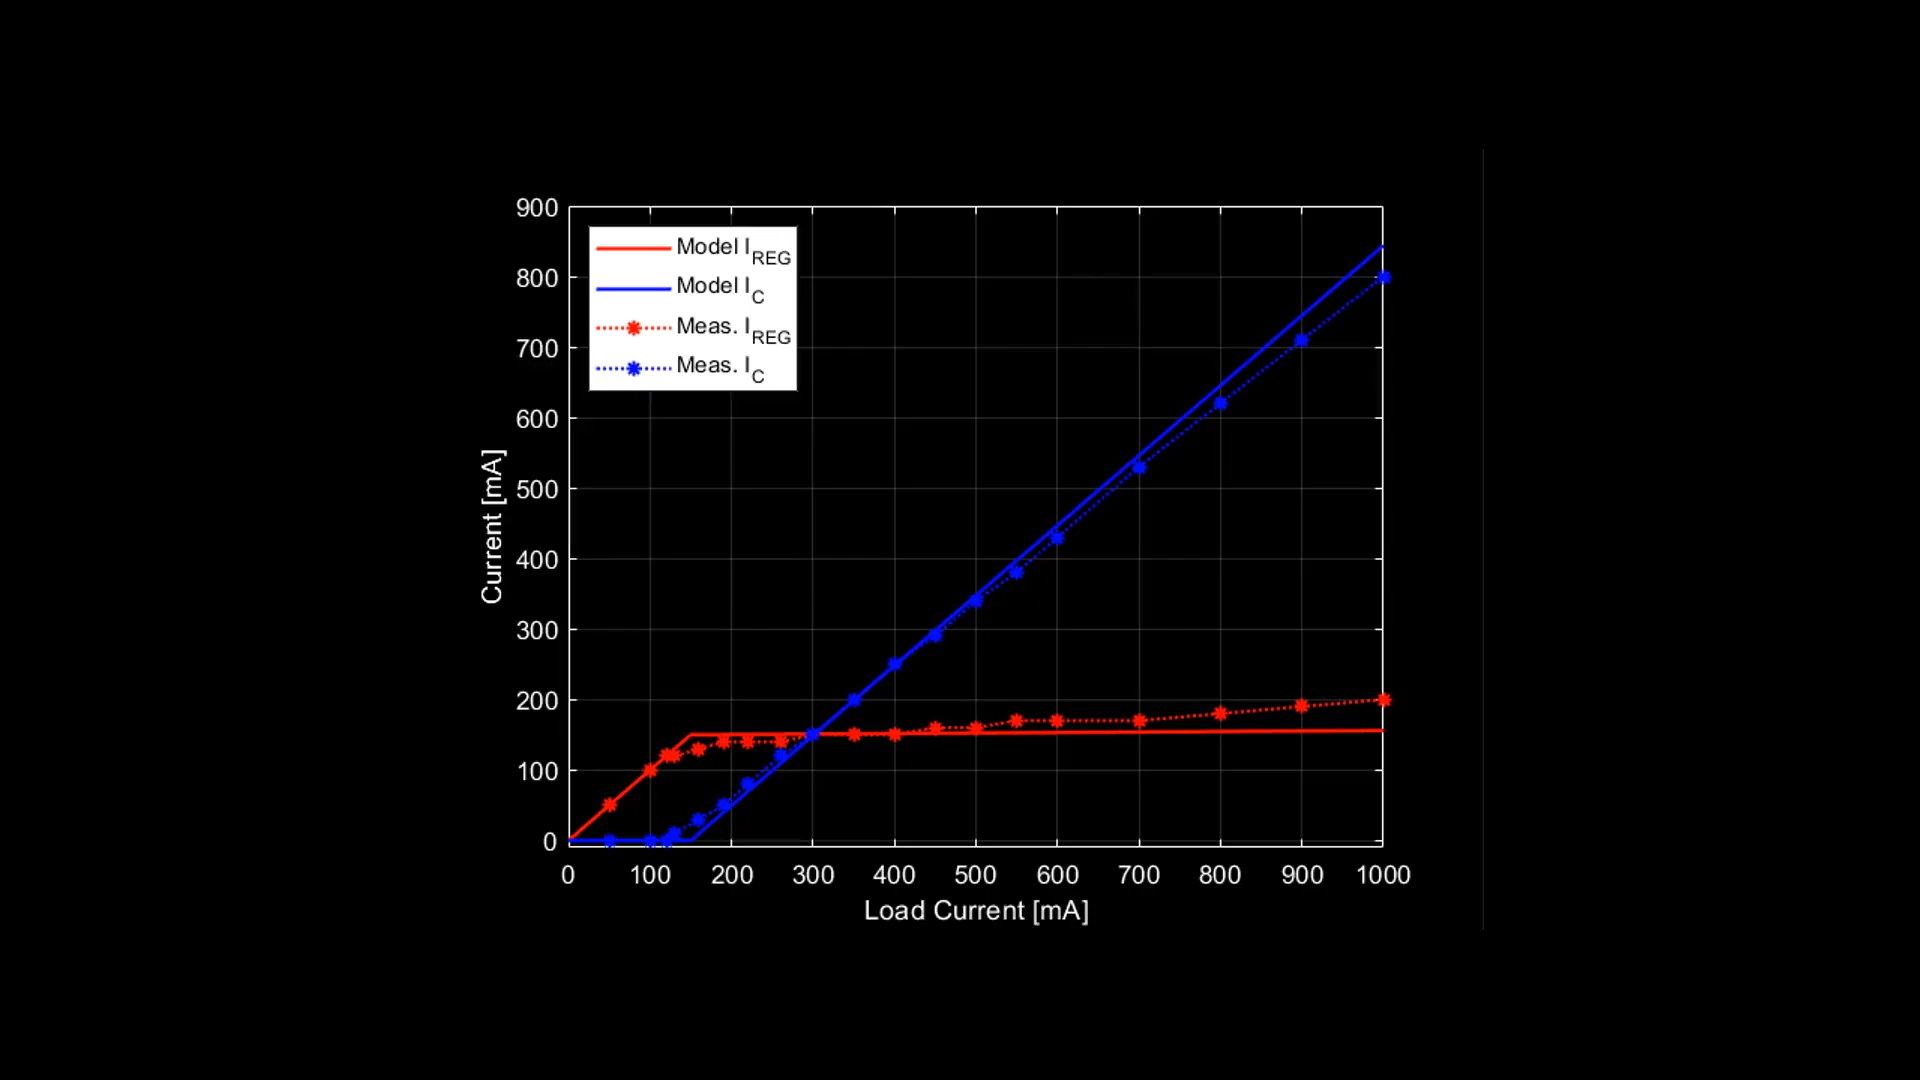 900
800
700
600
500
400
300
200
100
0
Current [mA]
Model I_REG
Model I_C
Meas. I_REG
Meas. I_C
0 100 200 300 400 500 600 700 800 900 1000
Load Current [mA]